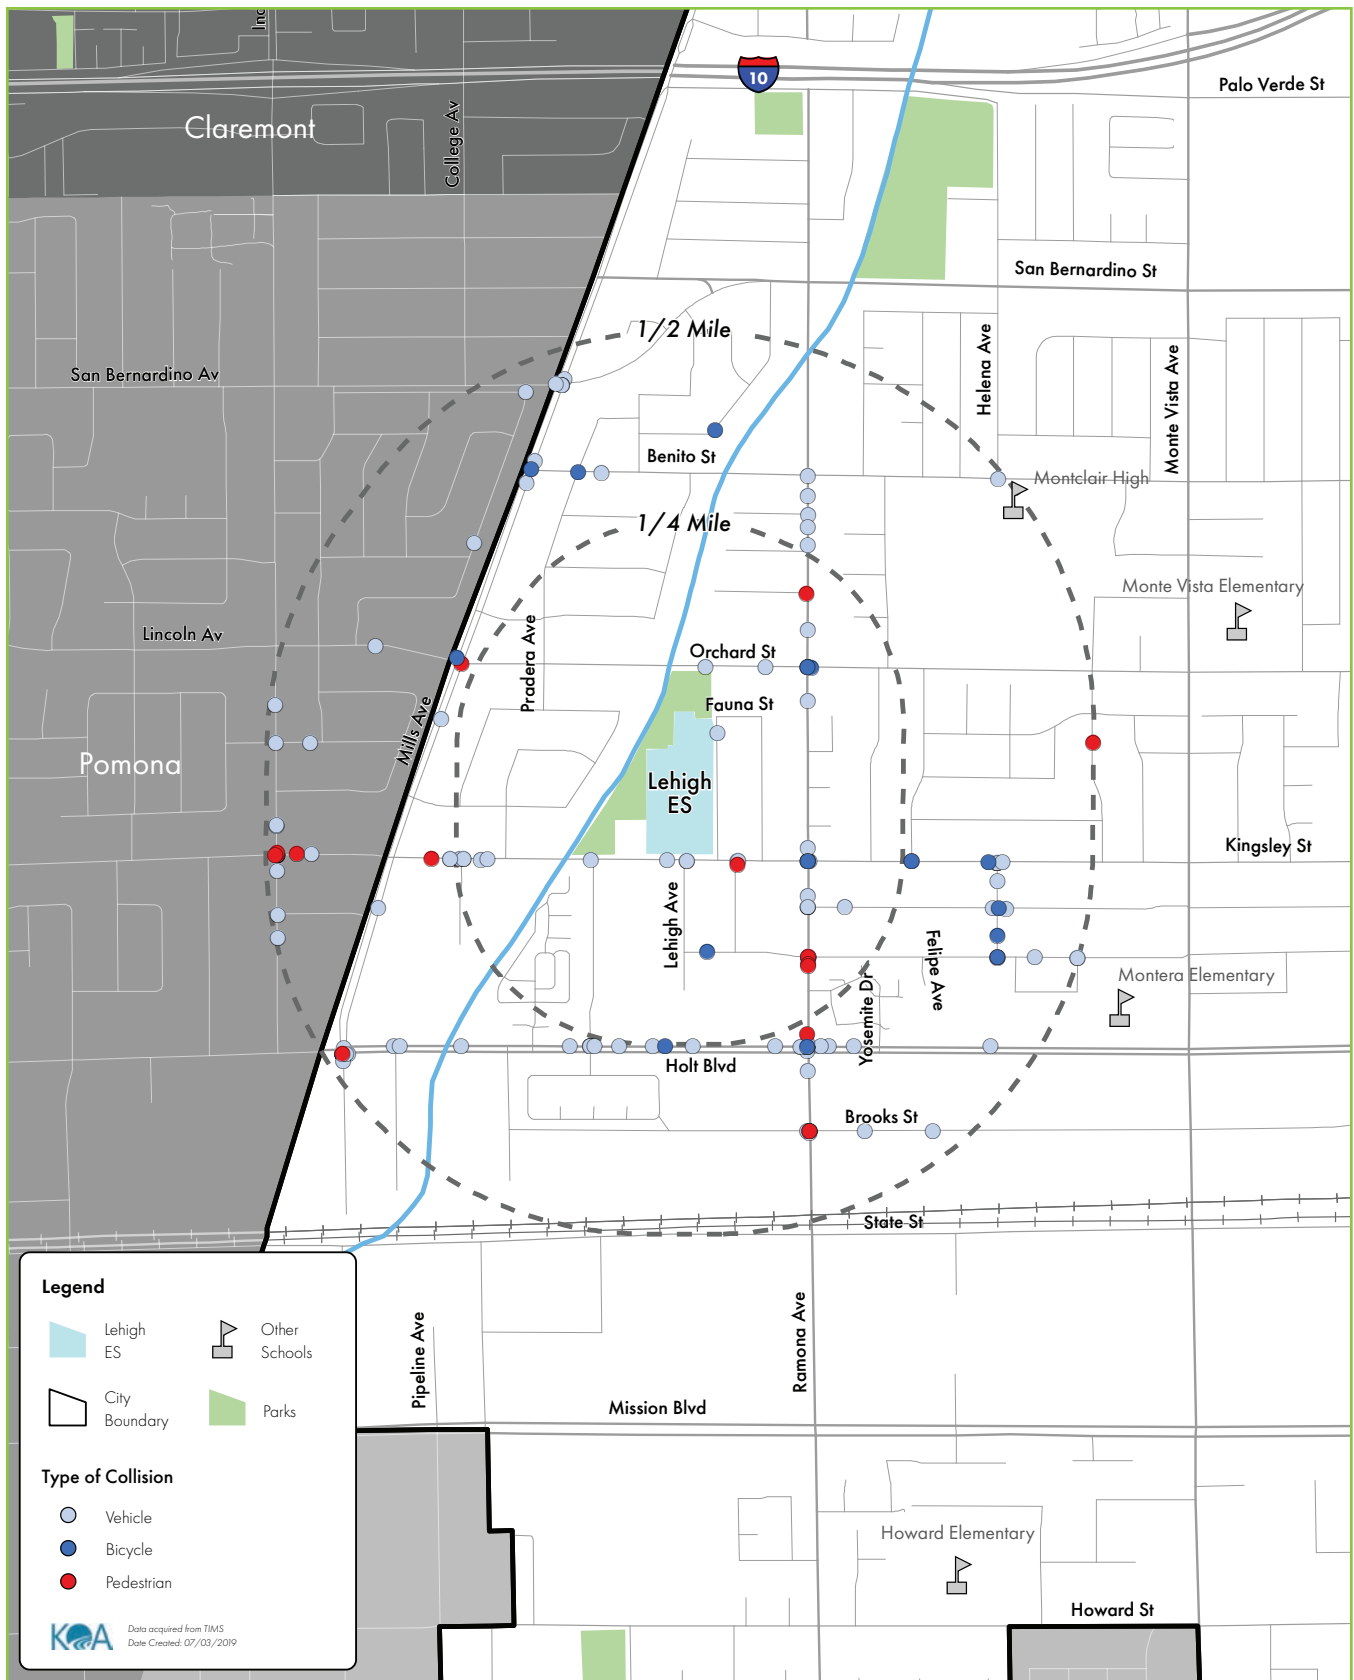 Inc
10
Palo Verde St
Claremont
College Av
San Bernardino St
1/2 Mile
San Bernardino Av
Helena Ave
Monte Vista Ave
Benito St
Montclair High
1/4 Mile
Monte Vista Elementary
Lincoln Av
Pradera Ave
Orchard St
Fauna St
Mills Ave
Pomona
Lehigh
ES
Kingsley St
Lehigh Ave
Felipe Ave
Montera Elementary
Yosemite Dr
Holt Blvd
Brooks St
State St
Legend
Lehigh
ES
Other
Schools
City
Boundary
Parks
Type of Collision
Vehicle
Bicycle
Pedestrian
KOA
Data acquired from TIMS
Date Created: 07/03/2019
Pipeline Ave
Ramona Ave
Mission Blvd
Howard Elementary
Howard St